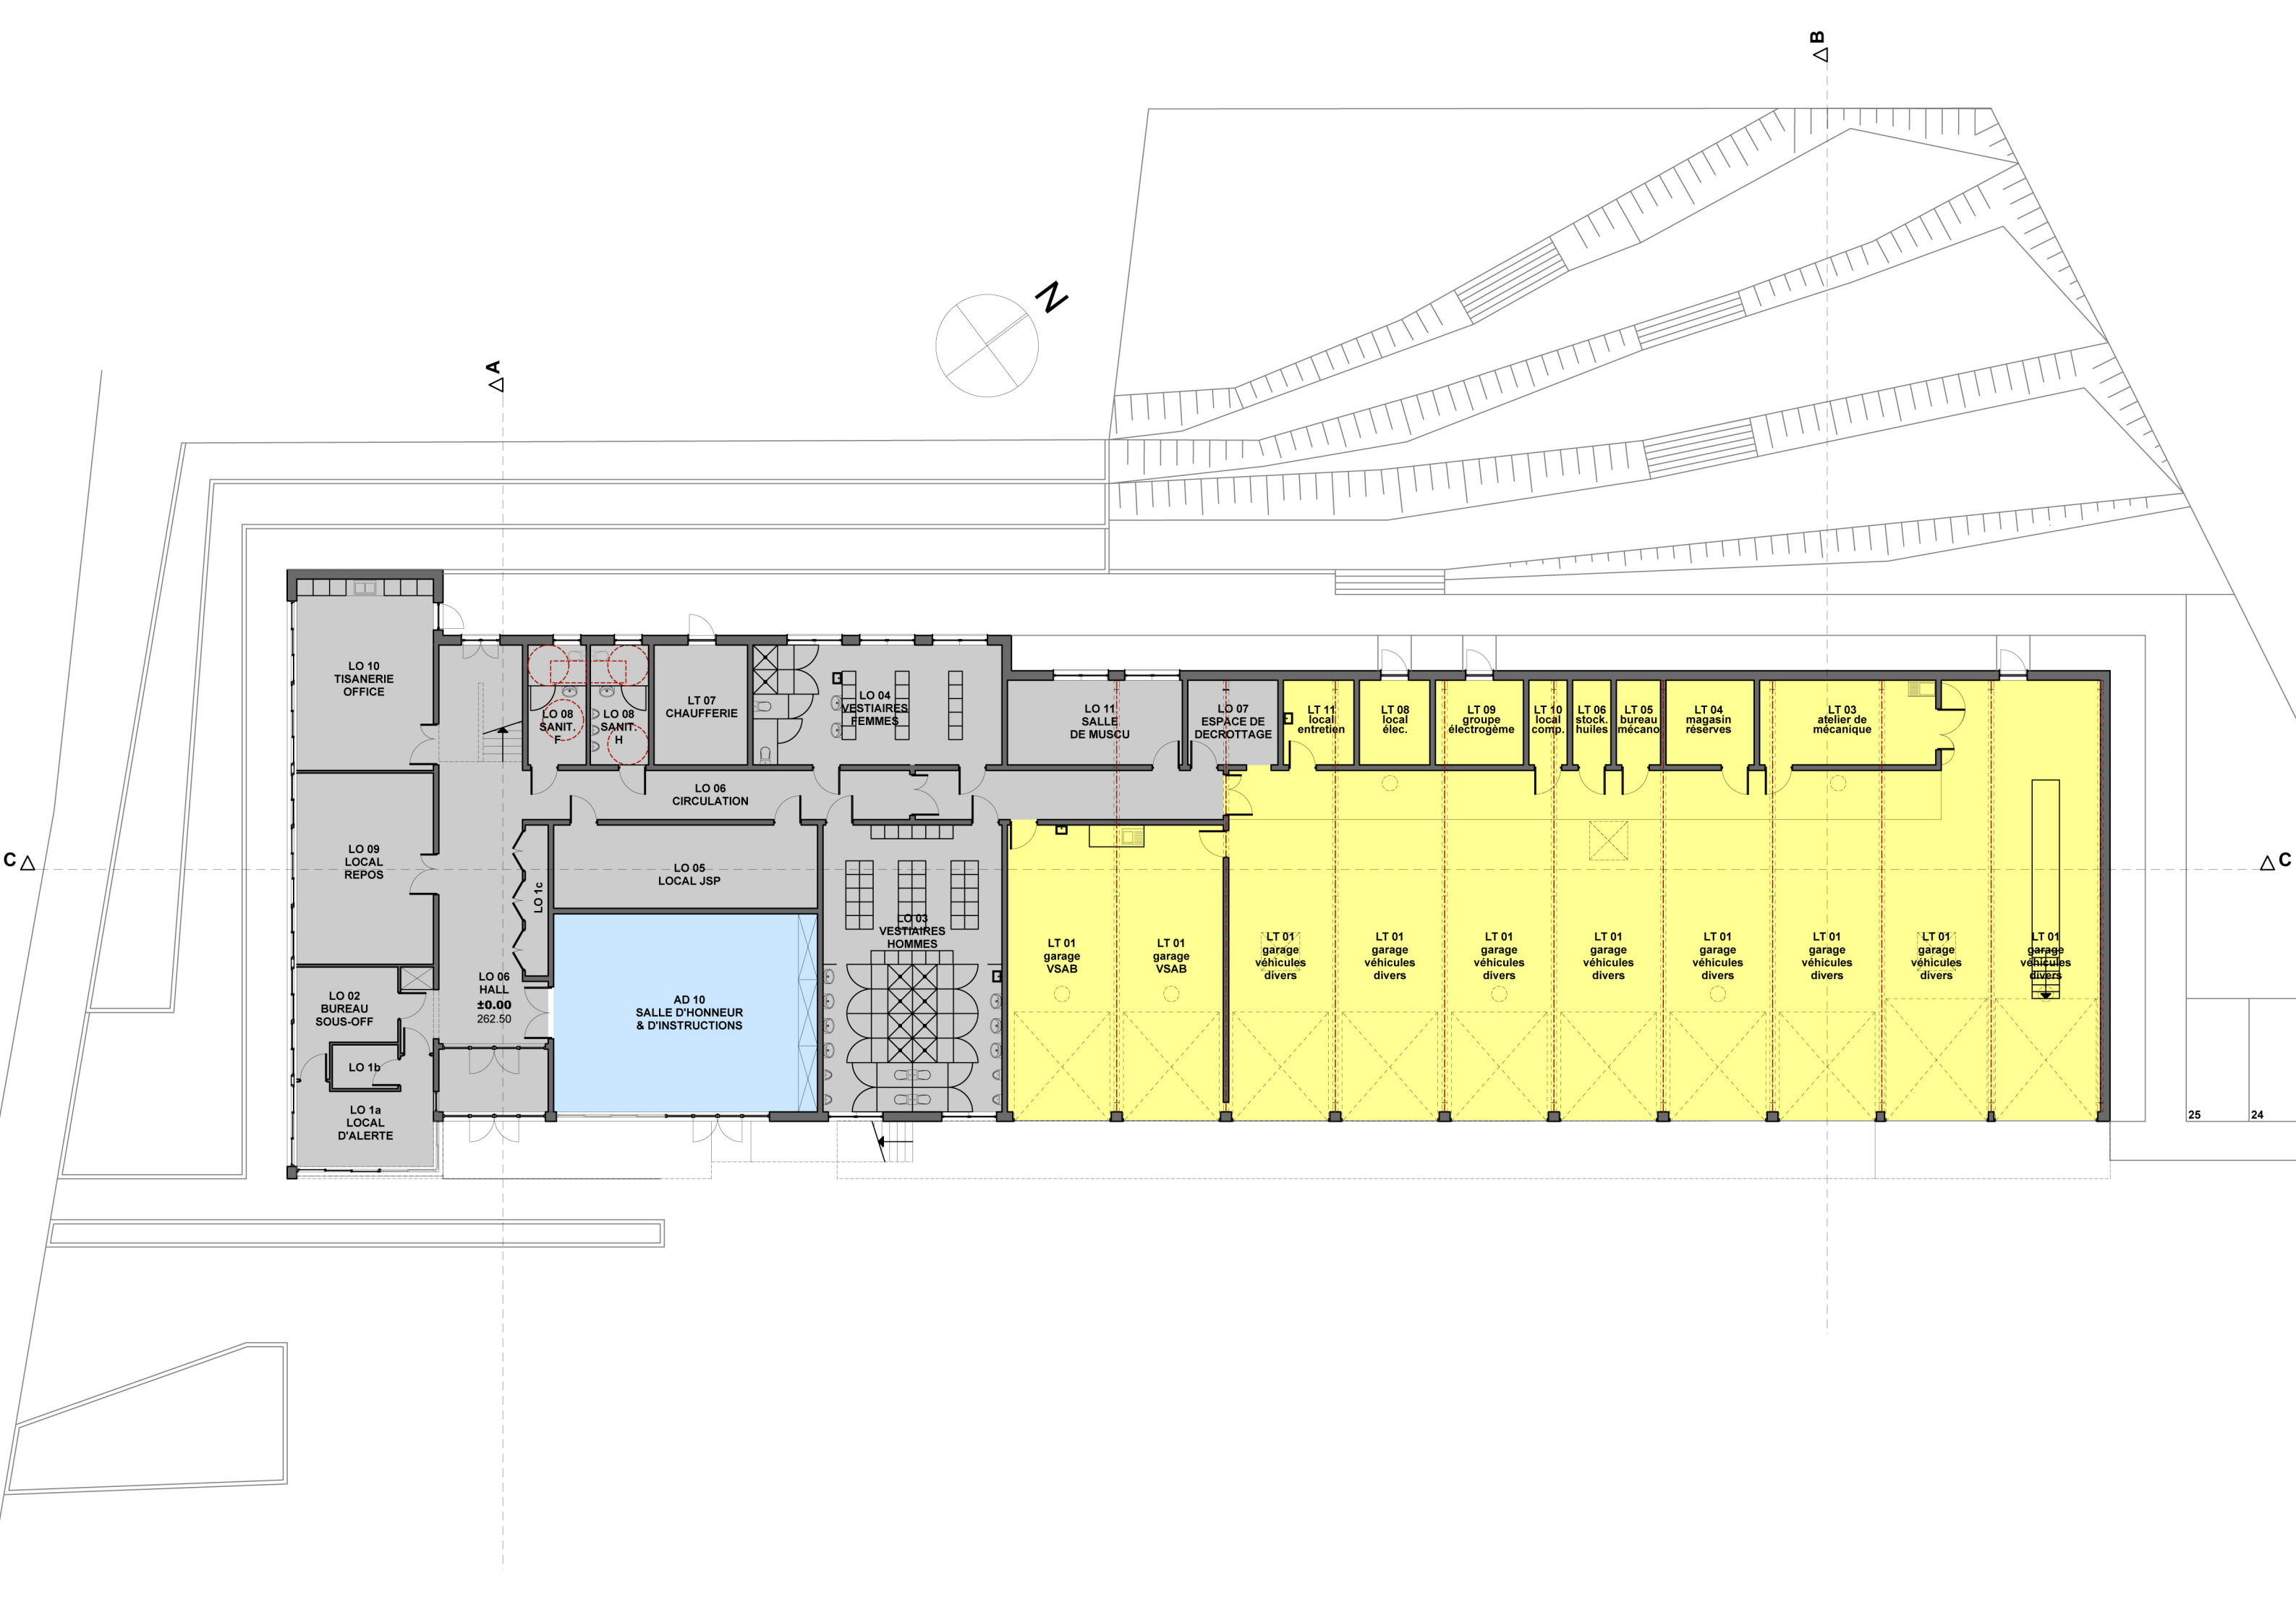 B
N
A
LO 10
TISANERIE
OFFICE
LO 08
SANIT.
F
LO 08
SANIT.
H
LT 07
CHAUFFERIE
LO 04
VESTIAIRES
FEMMES
LO 11
SALLE
DE MUSCU
LO 07
ESPACE DE
DECROTTAGE
LT 11
local
entretien
LT 08
local
élec.
LT 09
groupe
électrogème
LT 10
local
comp.
LT 06
stock.
huiles
LT 05
bureau
mécano
LT 04
magasin
réserves
LT 03
atelier de
mécanique
LO 06
CIRCULATION
C
LO 09
LOCAL
REPOS
LO 1c
LO 05
LOCAL JSP
C
LO 03
VESTIAIRES
HOMMES
LT 01
garage
VSAB
LT 01
garage
VSAB
LT 01
garage
véhicules
divers
LT 01
garage
véhicules
divers
LT 01
garage
véhicules
divers
LT 01
garage
véhicules
divers
LT 01
garage
véhicules
divers
LT 01
garage
véhicules
divers
LT 01
garage
véhicules
divers
LT 01
garage
véhicules
divers
LO 02
BUREAU
SOUS-OFF
LO 06
HALL
±0.00
262.50
AD 10
SALLE D'HONNEUR
& D'INSTRUCTIONS
LO 1b
LO 1a
LOCAL
D'ALERTE
25
24